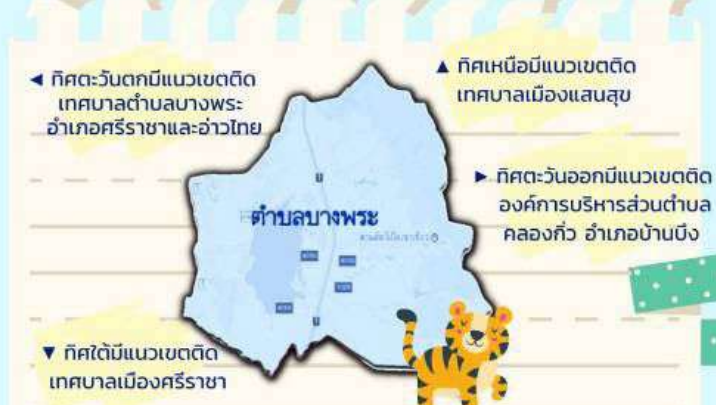 ◀ ทิศตะวันตกมีแนวเขตติด
เทศบาลตำบลบางพระ
อำเภอศรีราชาและอ่าวไทย
▲ ทิศเหนือมีแนวเขตติด
เทศบาลเมืองแสนสุข
▶ ทิศตะวันออกมีแนวเขตติด
องค์การบริหารส่วนตำบล
คลองกิ่ว อำเภอบ้านบึง
ตำบลบางพระ
▼ ทิศใต้มีแนวเขตติด
เทศบาลเมืองศรีราชา